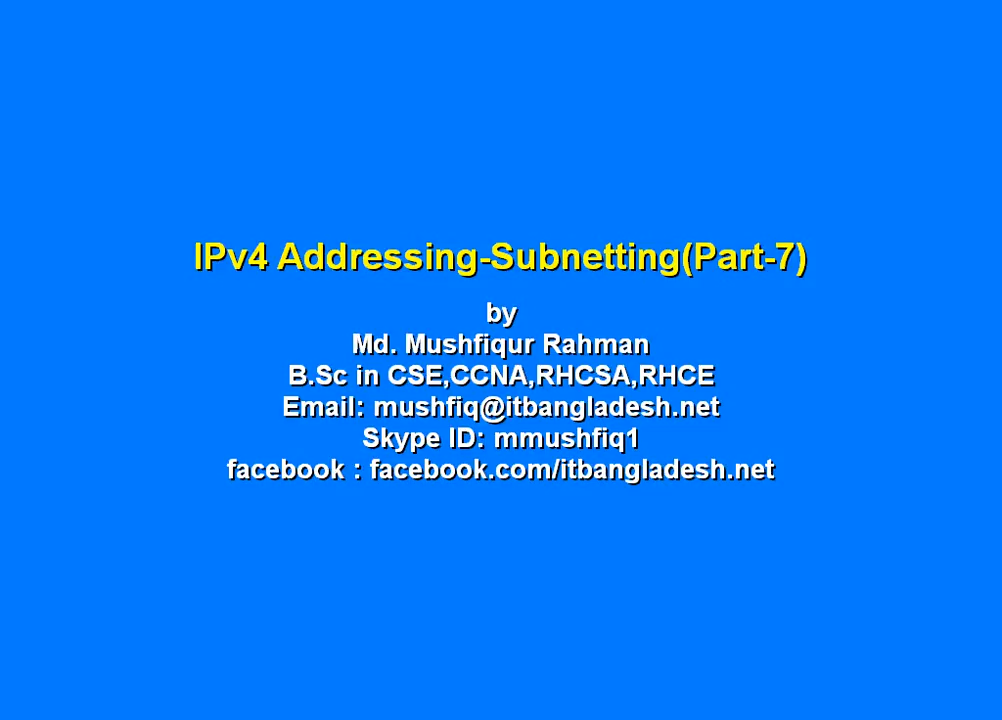 IPv4 Addressing-Subnetting(Part-7)
by
Md. Mushfiqur Rahman
B.Sc in CSE,CCNA,RHCSA,RHCE
Email: mushfiq@itbangladesh.net
Skype ID: mmushfiq1
facebook : facebook.com/itbangladesh.net